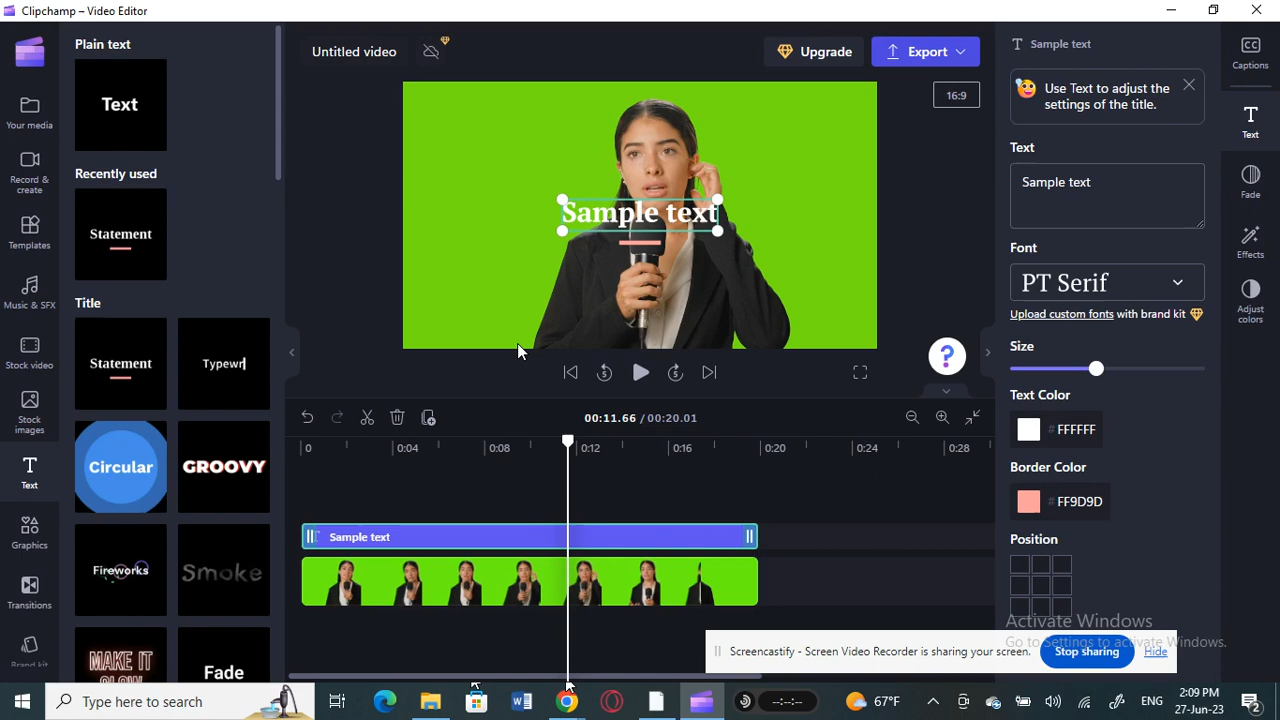 Clipchamp – Video Editor
Your media
Record & create
Templates
Music & SFX
Stock video
Stock images
Text
Graphics
Transitions
Brand kit
Plain text
Text
Recently used
Statement
Title
Statement
Typewr
Circular
GROOVY
Fireworks
Smoke
MAKE IT
GLOW
Fade
Untitled video
Upgrade
Export
16:9
Sample text
5
5
?
00:11.66 / 00:20.01
0
0:04
0:08
0:12
0:16
0:20
0:24
0:28
T Sample text
T Sample text
Use Text to adjust the
settings of the title.
Text
Sample text
Font
PT Serif
Upload custom fonts with brand kit
Size
Text Color
# FFFFFF
Border Color
# FF9D9D
Position
CC
Captions
Text
Fade
Effects
Adjust colors
Activate Windows
Go to Settings to activate Windows.
Screencastify - Screen Video Recorder is sharing your screen.
Stop sharing
Hide
Type here to search
--:--:--
67°F
ENG
2:09 PM
27-Jun-23
2